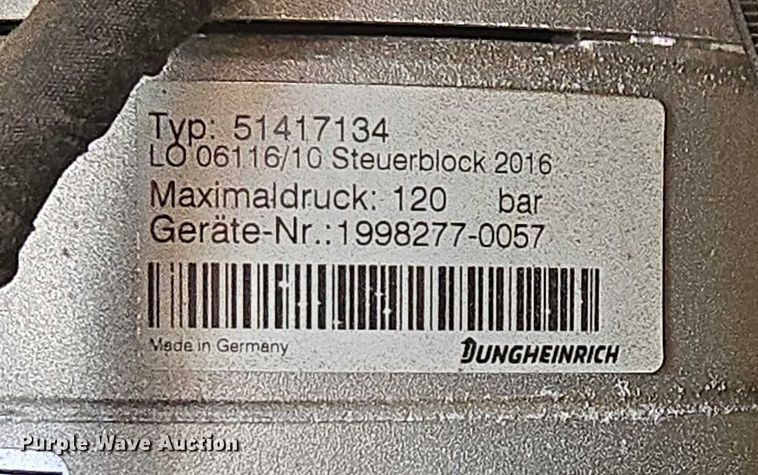 Typ: 51417134
LO 06116/10 Steuerblock 2016
Maximaldruck: 120 bar
Geräte-Nr.:1998277-0057
Made in Germany
JUNGHEINRICH
Purple Wave Auction